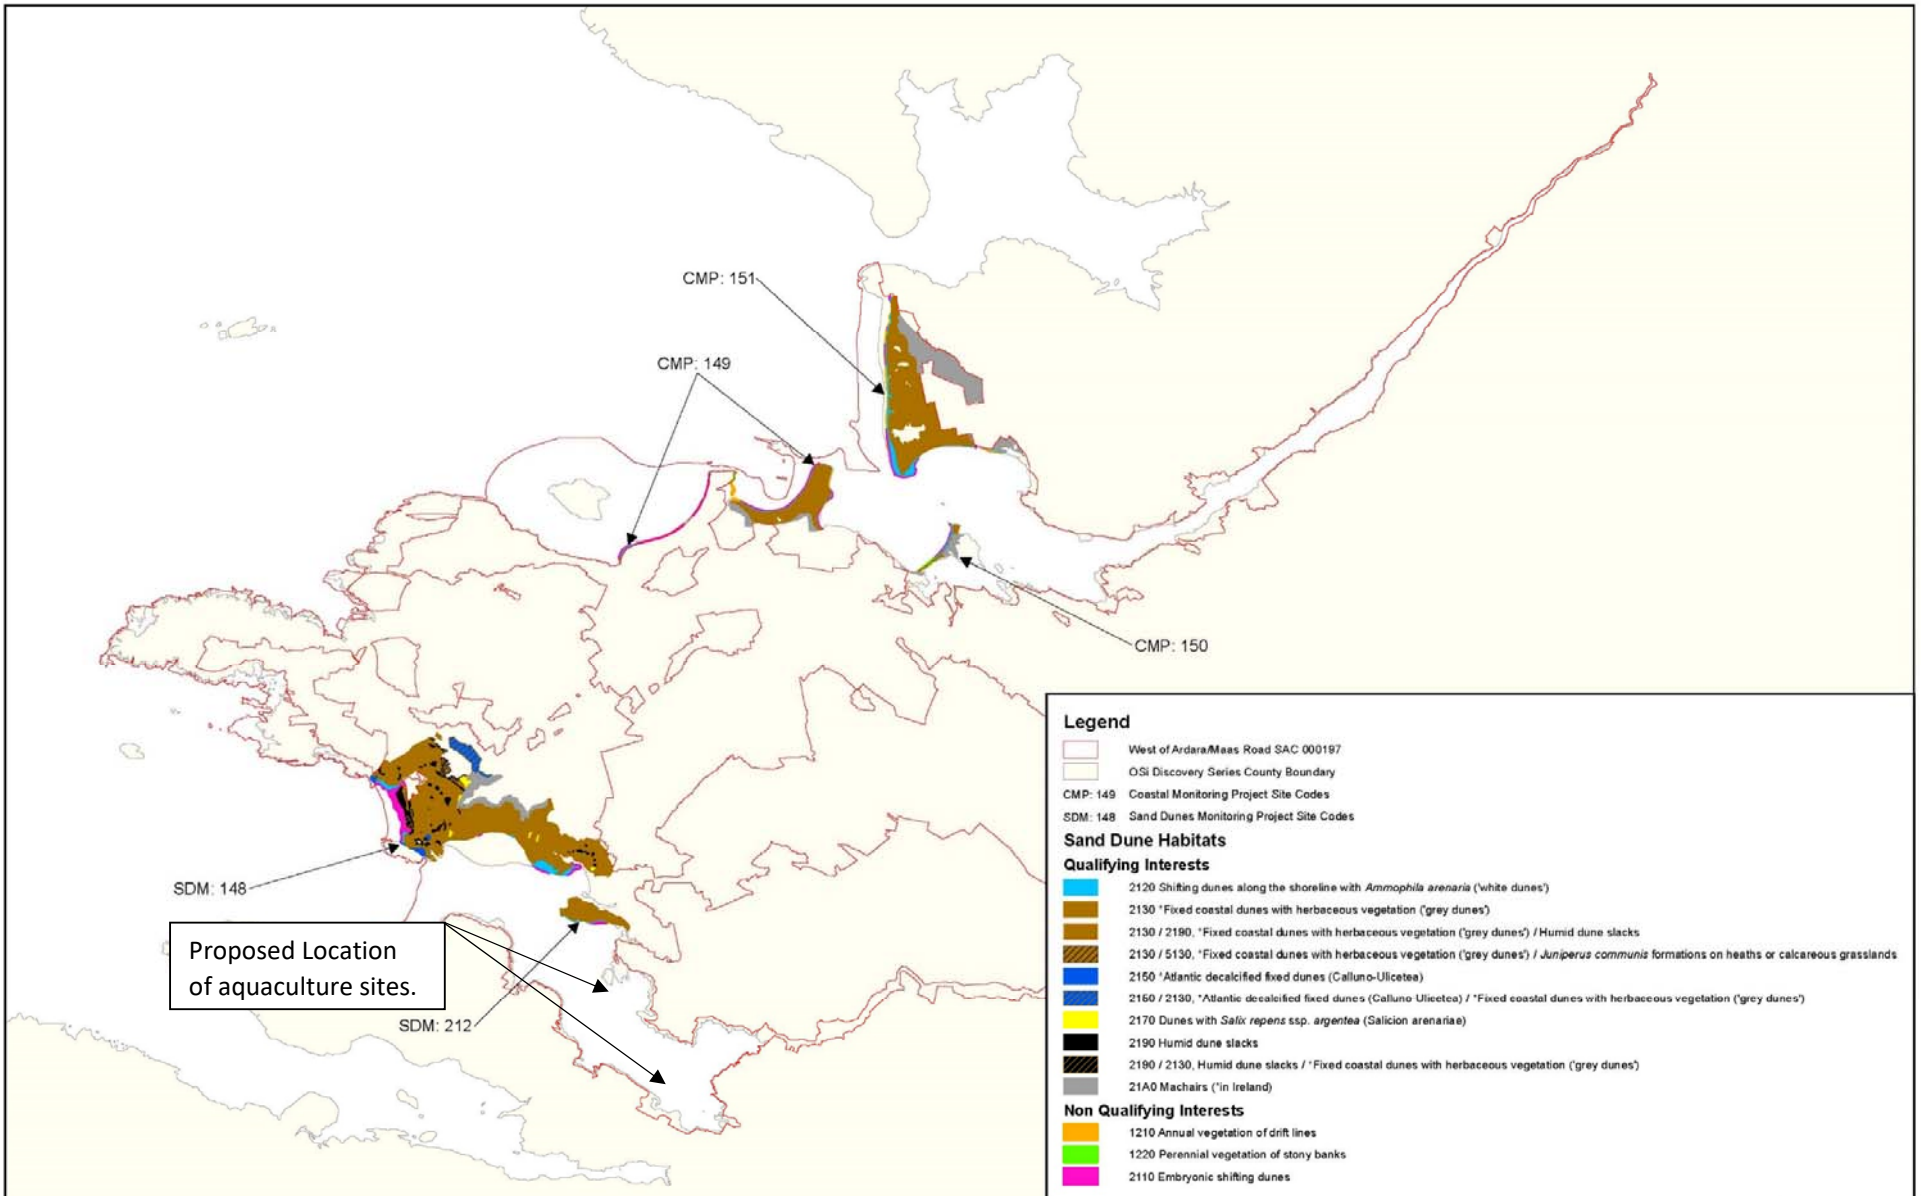 CMP: 151
CMP: 149
CMP: 150
SDM: 148
Proposed Location
of aquaculture sites.
SDM: 212
Legend
West of Ardara/Maas Road SAC 000197
OSi Discovery Series County Boundary
CMP: 149 Coastal Monitoring Project Site Codes
SDM: 148 Sand Dunes Monitoring Project Site Codes
Sand Dune Habitats
Qualifying Interests
2120 Shifting dunes along the shoreline with Ammophila arenaria ('white dunes')
2130 *Fixed coastal dunes with herbaceous vegetation ('grey dunes')
2130 / 2190, *Fixed coastal dunes with herbaceous vegetation ('grey dunes') / Humid dune slacks
2130 / 5130, *Fixed coastal dunes with herbaceous vegetation ('grey dunes') / Juniperus communis formations on heaths or calcareous grasslands
2150 *Atlantic decalcified fixed dunes (Calluno-Ulicetea)
2150 / 2130, *Atlantic decalcified fixed dunes (Calluno-Ulicetea) / *Fixed coastal dunes with herbaceous vegetation ('grey dunes')
2170 Dunes with Salix repens ssp. argentea (Salicion arenariae)
2190 Humid dune slacks
2190 / 2130, Humid dune slacks / *Fixed coastal dunes with herbaceous vegetation ('grey dunes')
21A0 Machairs (*in Ireland)
Non Qualifying Interests
1210 Annual vegetation of drift lines
1220 Perennial vegetation of stony banks
2110 Embryonic shifting dunes